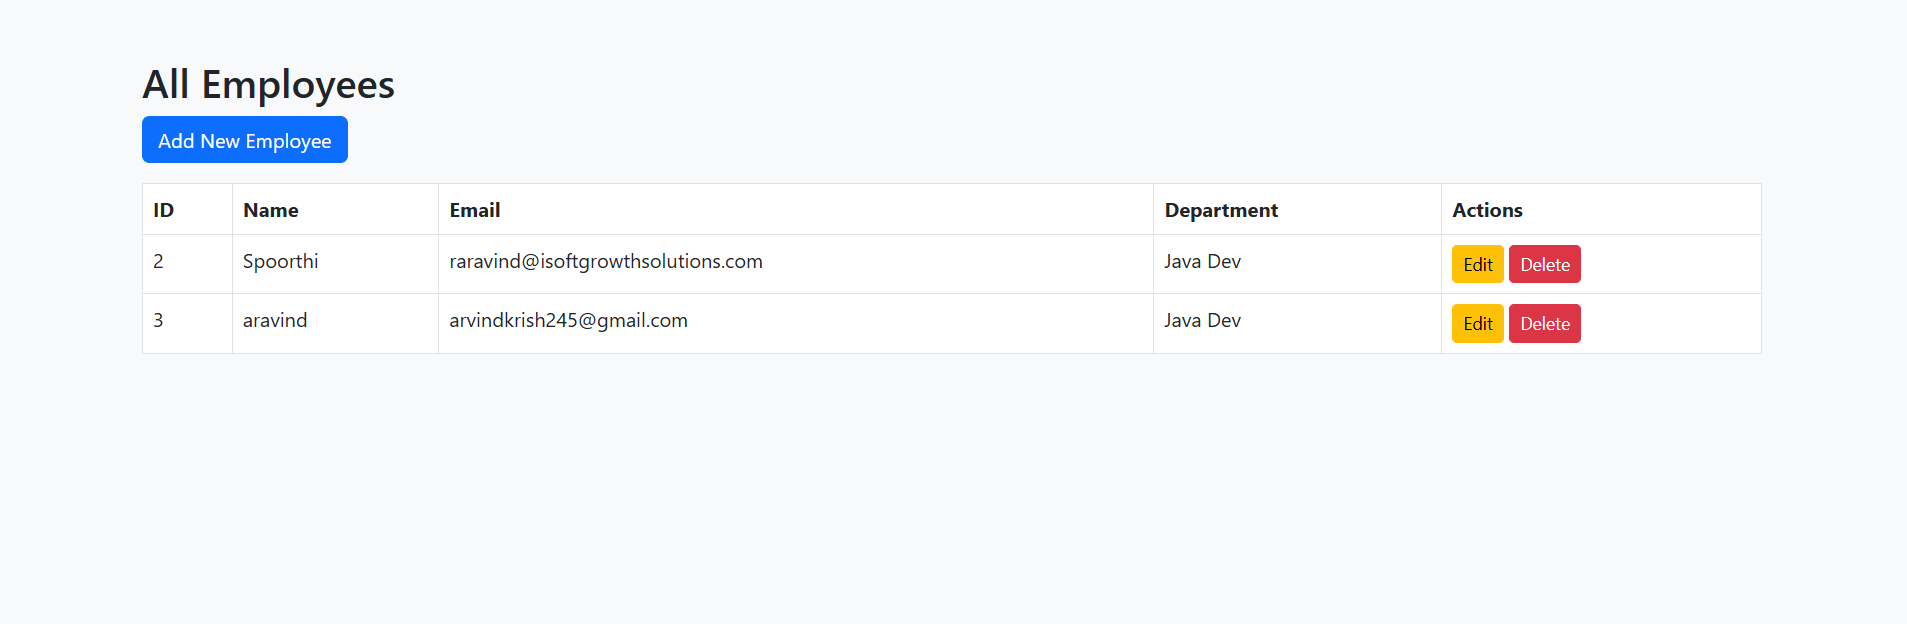 All Employees
Add New Employee
ID Name Email Department Actions
2 Spoorthi raravind@isoftgrowthsolutions.com Java Dev Edit Delete
3 aravind arvindkrish245@gmail.com Java Dev Edit Delete